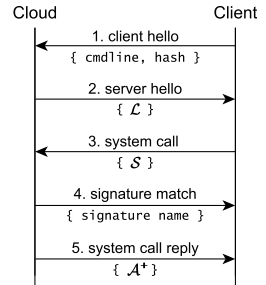 Cloud Client
1. client hello
{ cmdline, hash }
2. server hello
{ ℒ }
3. system call
{ 𝒮 }
4. signature match
{ signature name }
5. system call reply
{ 𝒜⁺ }